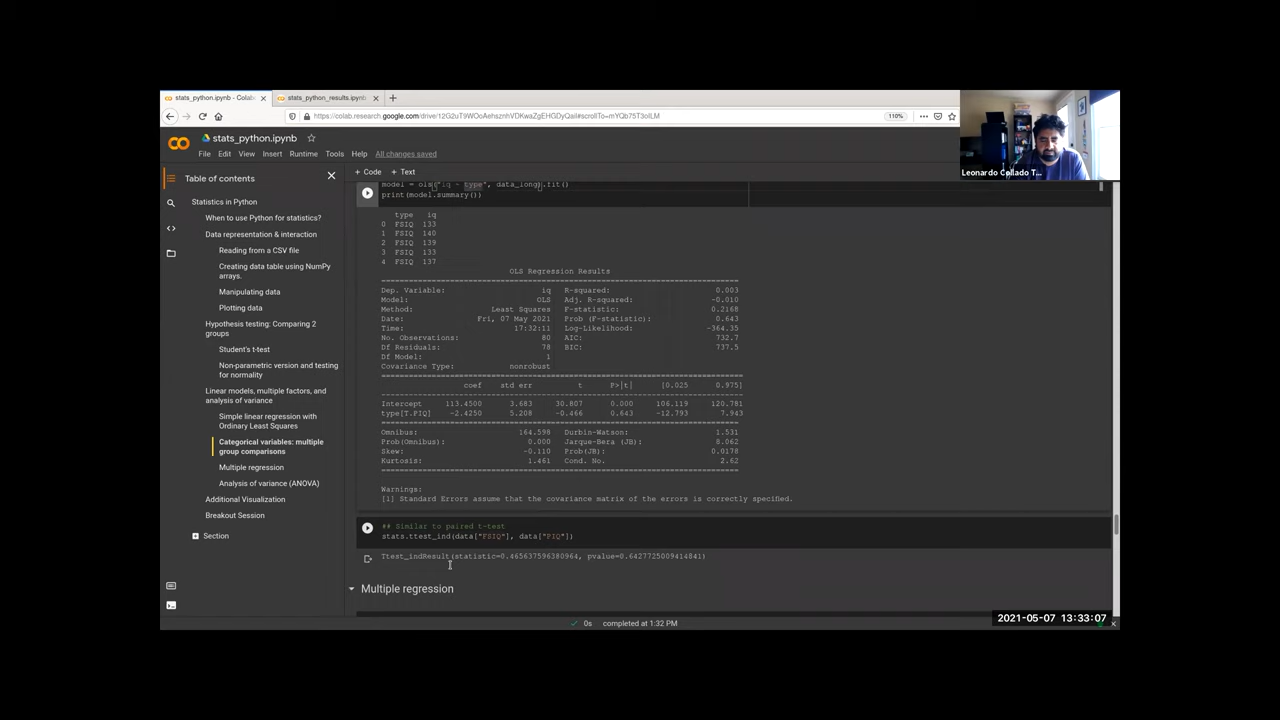 stats_python.ipynb - Colab
stats_python_results.ipynb
https://colab.research.google.com/drive/12G2uT9WOoAehsznhVDKwaZgEHGDyQail#scrollTo=mYQb75T3oILM
110%
Leonardo Collado T...
stats_python.ipynb
File Edit View Insert Runtime Tools Help All changes saved
Table of contents
+ Code + Text
Statistics in Python
When to use Python for statistics?
Data representation & interaction
Reading from a CSV file
Creating data table using NumPy
arrays.
Manipulating data
Plotting data
Hypothesis testing: Comparing 2
groups
Student's t-test
Non-parametric version and testing
for normality
Linear models, multiple factors, and
analysis of variance
Simple linear regression with
Ordinary Least Squares
Categorical variables: multiple
group comparisons
Multiple regression
Analysis of variance (ANOVA)
Additional Visualization
Breakout Session
Section
model = ols("iq ~ type", data_long).fit()
print(model.summary())
type iq
0 FSIQ 133
1 FSIQ 140
2 FSIQ 139
3 FSIQ 133
4 FSIQ 137
OLS Regression Results
Dep. Variable: iq R-squared: 0.003
Model: OLS Adj. R-squared: -0.010
Method: Least Squares F-statistic: 0.2168
Date: Fri, 07 May 2021 Prob (F-statistic): 0.643
Time: 17:32:11 Log-Likelihood: -364.35
No. Observations: 80 AIC: 732.7
Df Residuals: 78 BIC: 737.5
Df Model: 1
Covariance Type: nonrobust
coef std err t P>|t| [0.025 0.975]
Intercept 113.4500 3.683 30.807 0.000 106.119 120.781
type[T.PIQ] -2.4250 5.208 -0.466 0.643 -12.793 7.943
Omnibus: 164.598 Durbin-Watson: 1.531
Prob(Omnibus): 0.000 Jarque-Bera (JB): 8.062
Skew: -0.110 Prob(JB): 0.0178
Kurtosis: 1.461 Cond. No. 2.62
Warnings:
[1] Standard Errors assume that the covariance matrix of the errors is correctly specified.
## Similar to paired t-test
stats.ttest_ind(data["FSIQ"], data["PIQ"])
Ttest_indResult(statistic=0.465637596380964, pvalue=0.6427725009414841)
Multiple regression
0s completed at 1:32 PM
2021-05-07 13:33:07